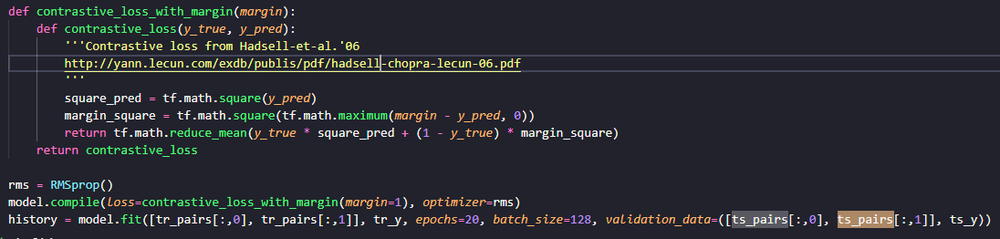 def contrastive_loss_with_margin(margin):
    def contrastive_loss(y_true, y_pred):
        '''Contrastive loss from Hadsell-et-al.'06
        http://yann.lecun.com/exdb/publis/pdf/hadsell-chopra-lecun-06.pdf
        '''
        square_pred = tf.math.square(y_pred)
        margin_square = tf.math.square(tf.math.maximum(margin - y_pred, 0))
        return tf.math.reduce_mean(y_true * square_pred + (1 - y_true) * margin_square)
    return contrastive_loss
rms = RMSprop()
model.compile(loss=contrastive_loss_with_margin(margin=1), optimizer=rms)
history = model.fit([tr_pairs[:,0], tr_pairs[:,1]], tr_y, epochs=20, batch_size=128, validation_data=([ts_pairs[:,0], ts_pairs[:,1]], ts_y))